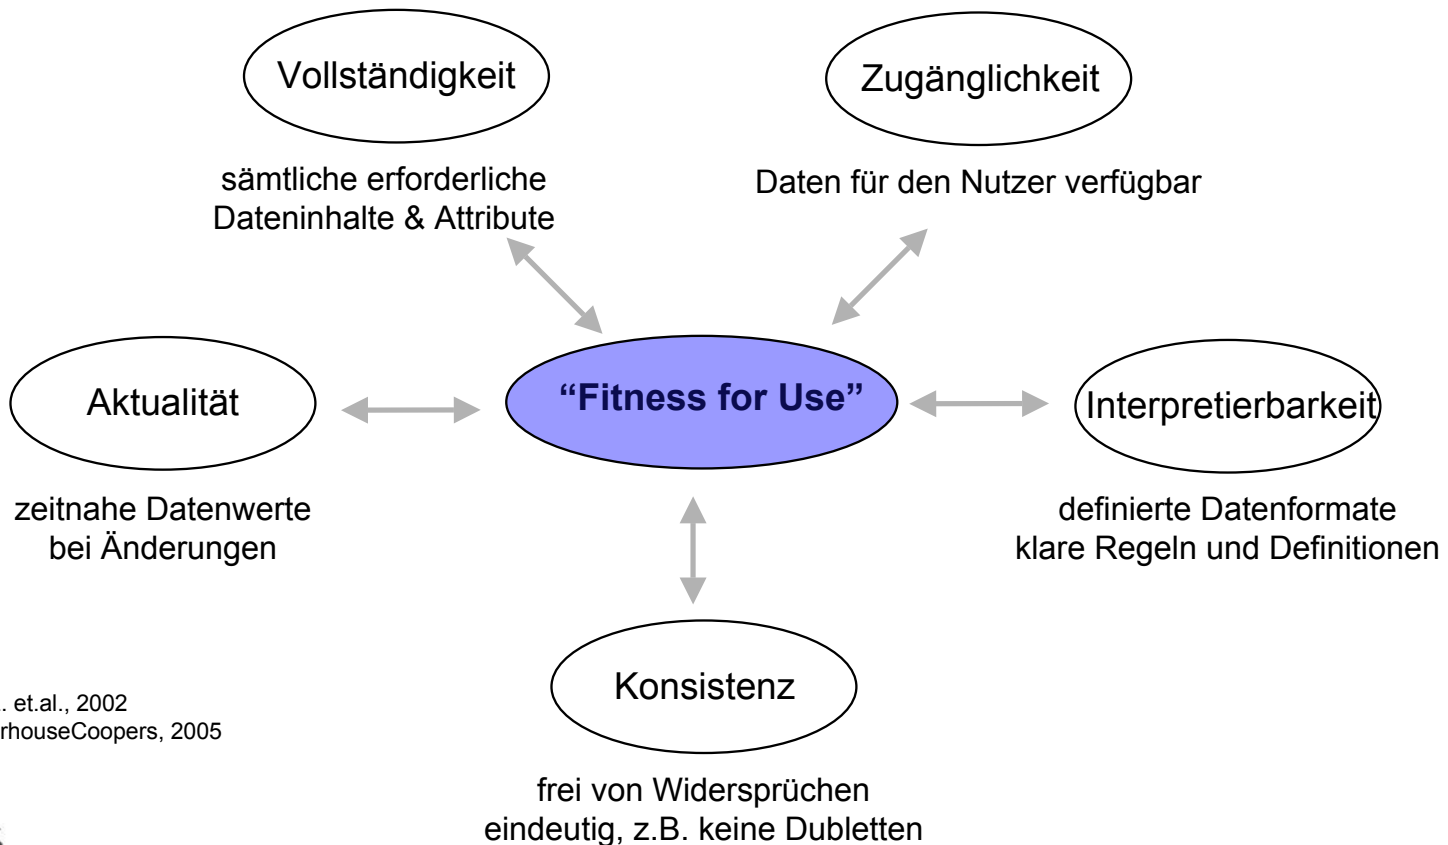 Vollständigkeit
sämtliche erforderliche
Dateninhalte & Attribute
Zugänglichkeit
Daten für den Nutzer verfügbar
Aktualität
zeitnahe Datenwerte
bei Änderungen
“Fitness for Use”
Interpretierbarkeit
definierte Datenformate
klare Regeln und Definitionen
Konsistenz
frei von Widersprüchen
eindeutig, z.B. keine Dubletten
. et.al., 2002
rhouseCoopers, 2005